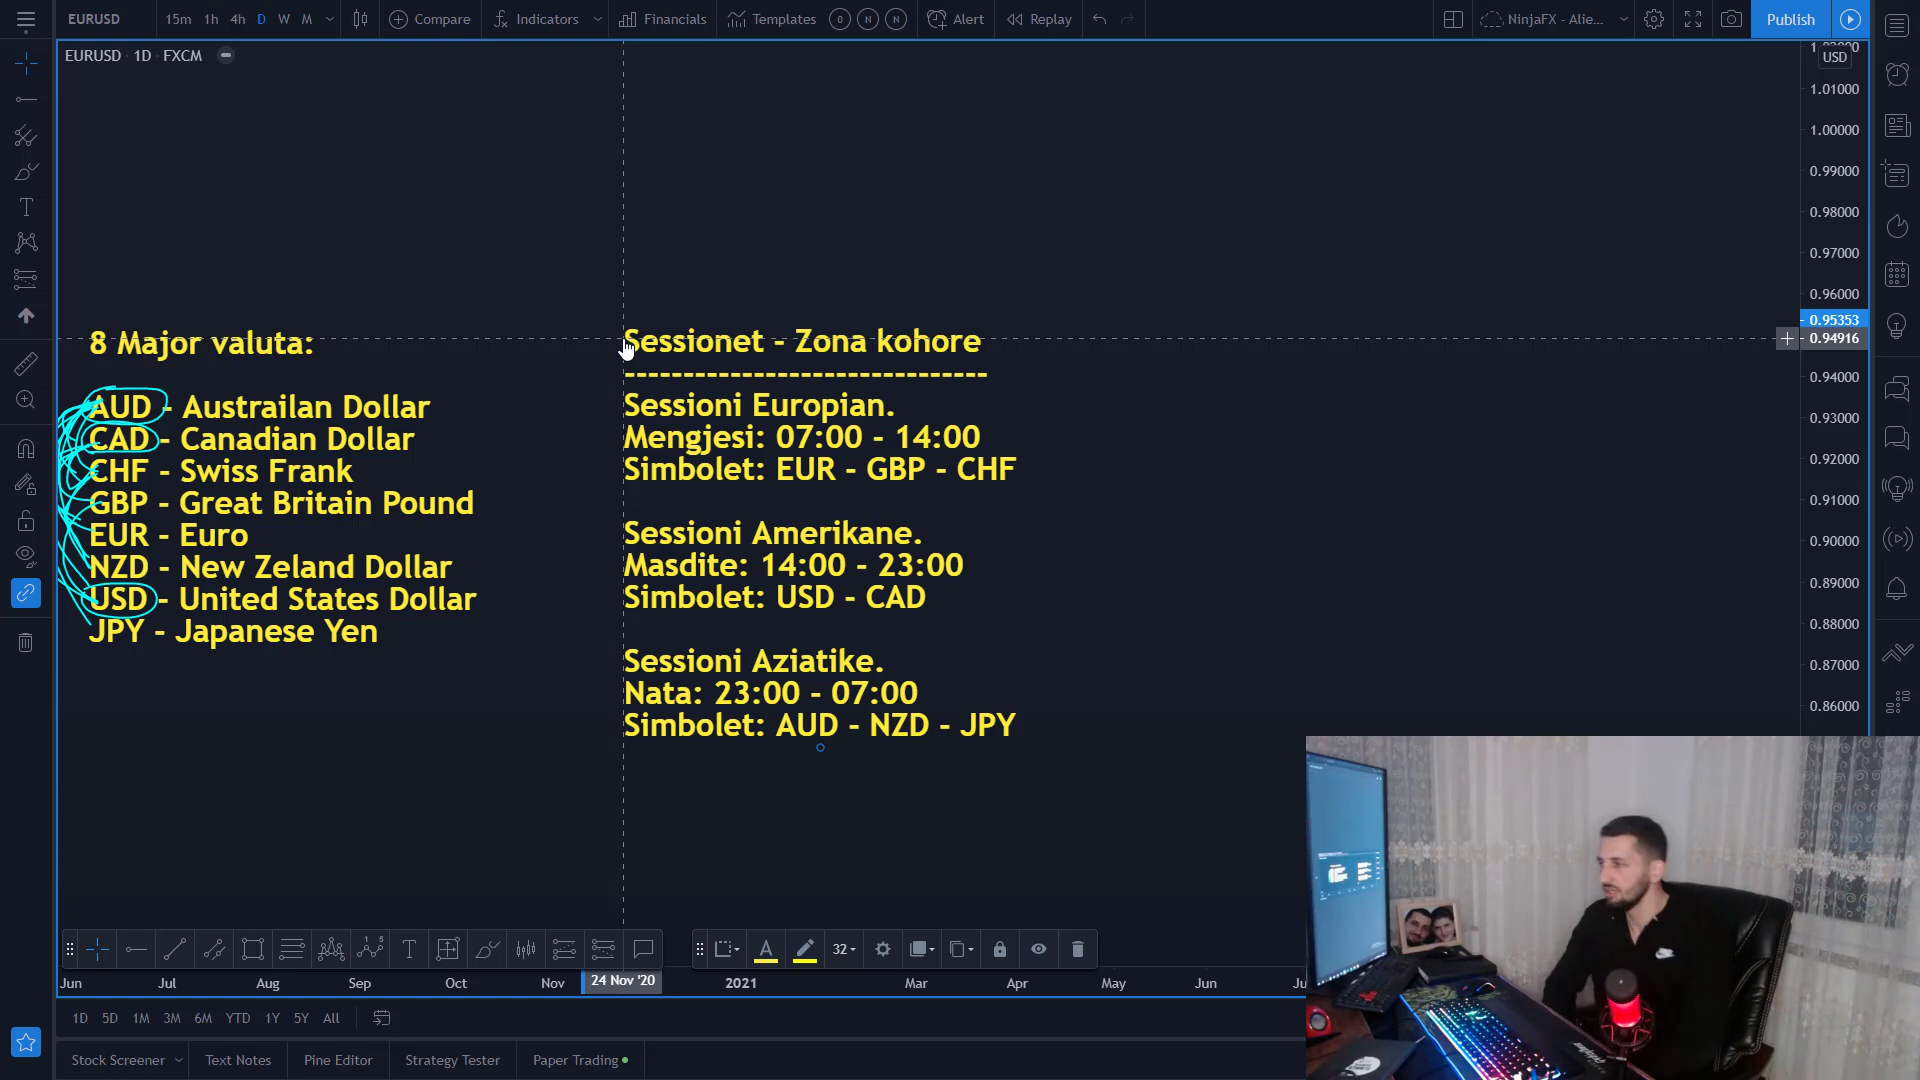 EURUSD 15m 1h 4h D W M Compare Indicators Financials Templates O N N Alert Replay NinjaFX - Alie... Publish
EURUSD · 1D · FXCM
USD
1.01000
1.00000
0.99000
0.98000
0.97000
0.96000
0.95353
0.94916
0.94000
0.93000
0.92000
0.91000
0.90000
0.89000
0.88000
0.87000
0.86000
8 Major valuta:
AUD - Austrailan Dollar
CAD - Canadian Dollar
CHF - Swiss Frank
GBP - Great Britain Pound
EUR - Euro
NZD - New Zeland Dollar
USD - United States Dollar
JPY - Japanese Yen
Sessionet - Zona kohore
------------------------------
Sessioni Europian.
Mengjesi: 07:00 - 14:00
Simbolet: EUR - GBP - CHF
Sessioni Amerikane.
Masdite: 14:00 - 23:00
Simbolet: USD - CAD
Sessioni Aziatike.
Nata: 23:00 - 07:00
Simbolet: AUD - NZD - JPY
32
Jun Jul Aug Sep Oct Nov 24 Nov '20 2021 Mar Apr May Jun
1D 5D 1M 3M 6M YTD 1Y 5Y All
Stock Screener Text Notes Pine Editor Strategy Tester Paper Trading